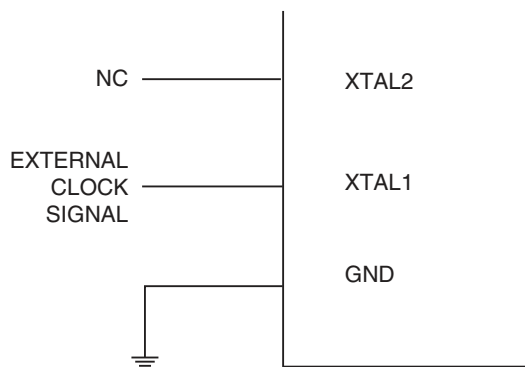 NC
XTAL2
EXTERNAL
CLOCK
SIGNAL
XTAL1
GND